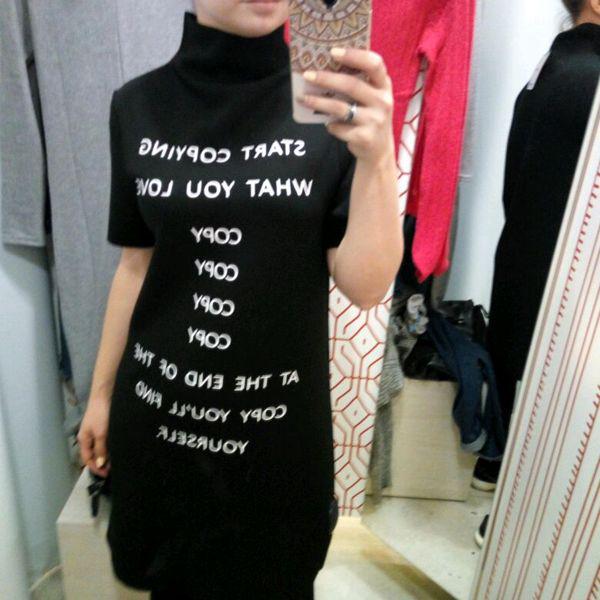 START COPYING
WHAT YOU LOVE
COPY
COPY
COPY
COPY
AT THE END OF THE
COPY YOU'LL FIND
YOURSELF.